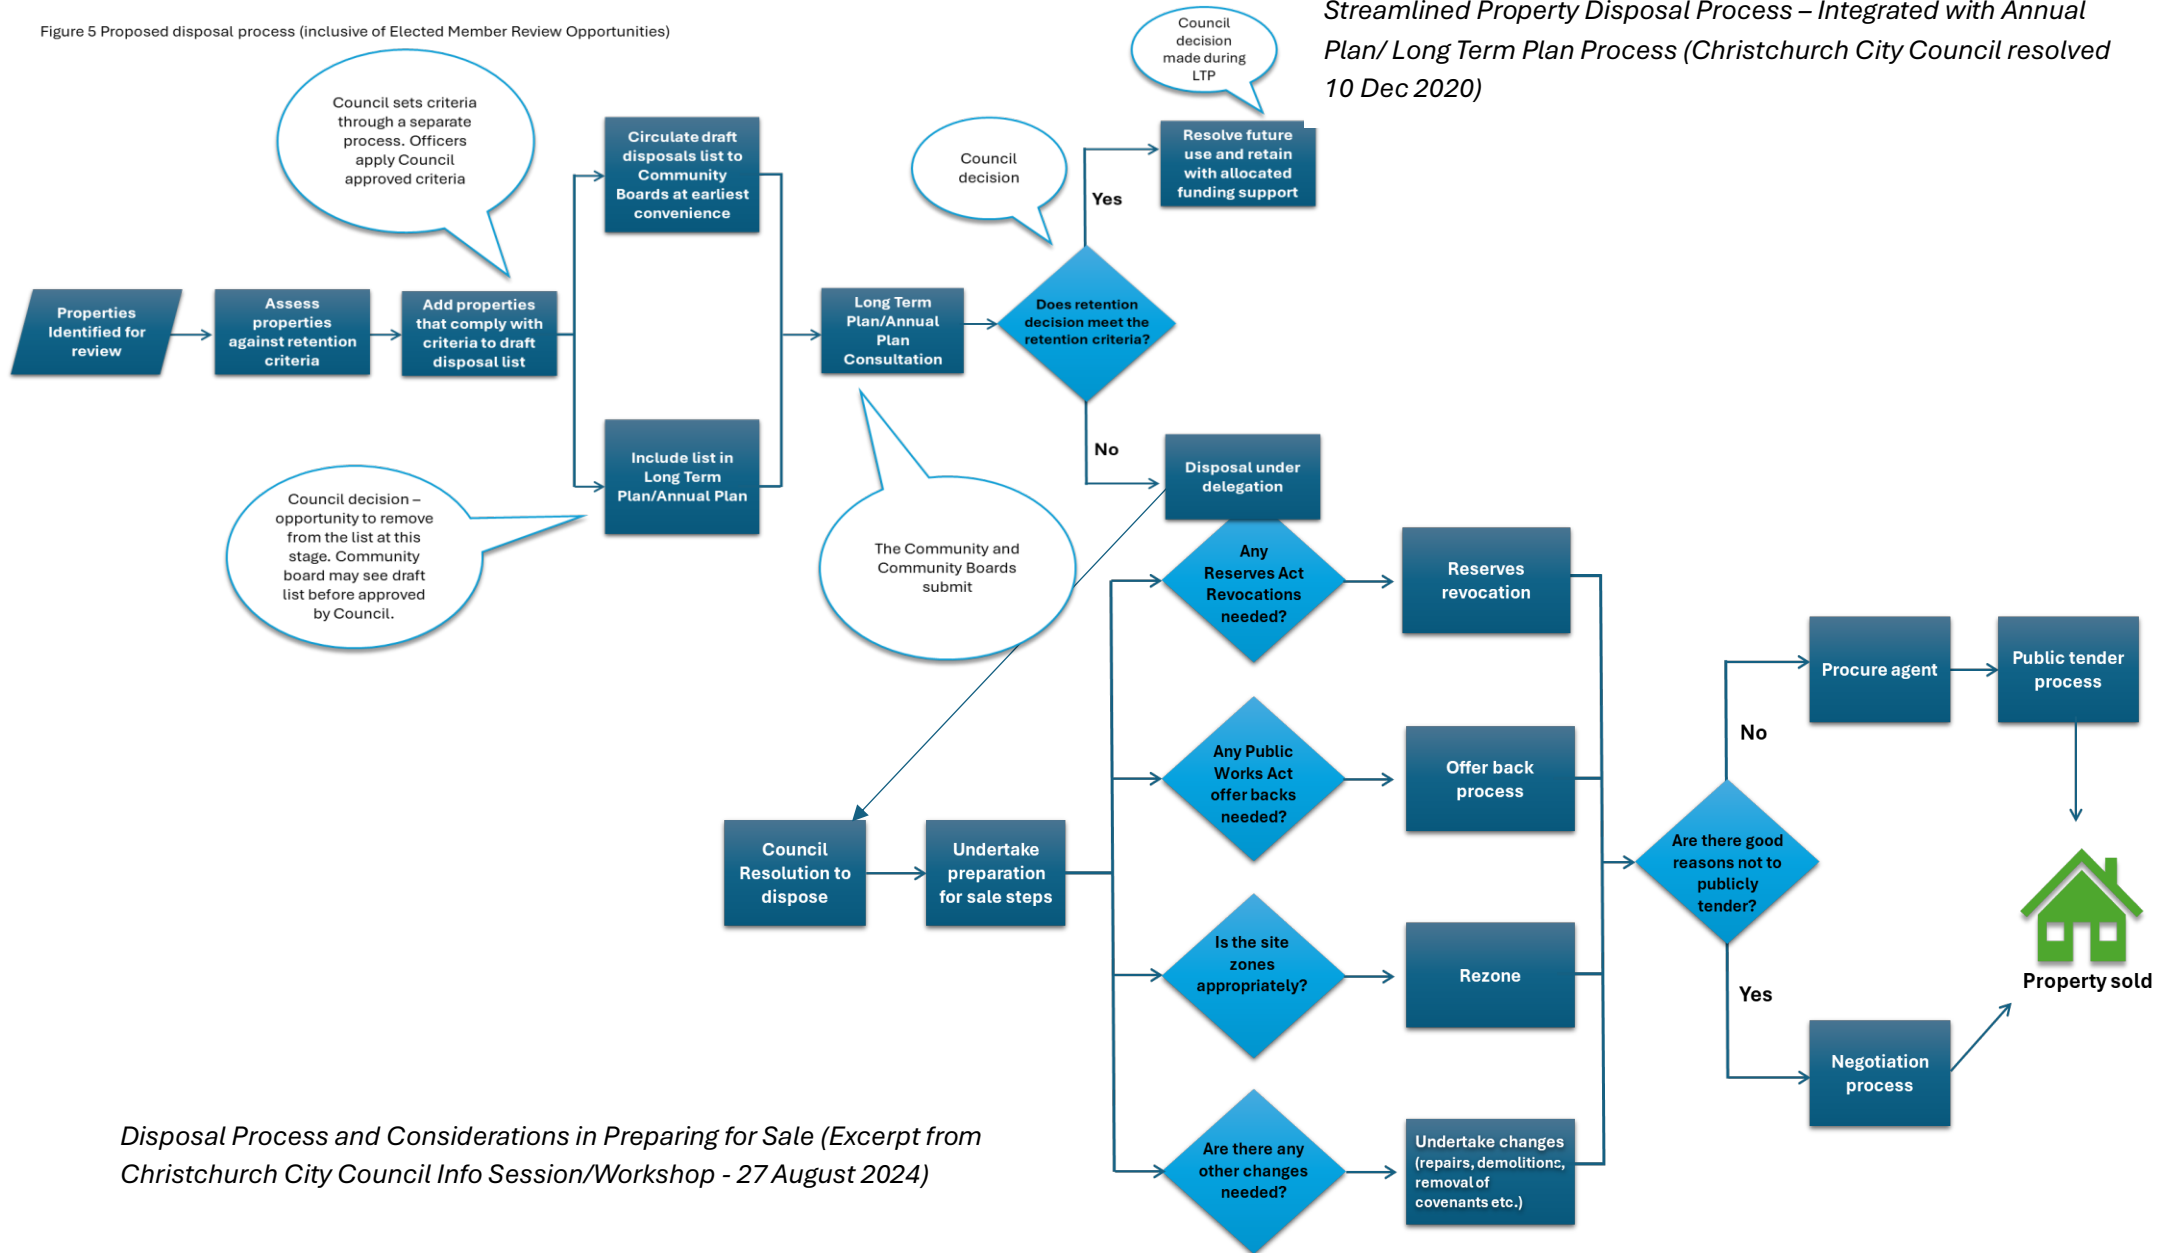 Figure 5 Proposed disposal process (inclusive of Elected Member Review Opportunities)
Streamlined Property Disposal Process – Integrated with Annual
Plan/ Long Term Plan Process (Christchurch City Council resolved
10 Dec 2020)
Council sets criteria
through a separate
process. Officers
apply Council
approved criteria
Properties
Identified for
review
Assess
properties
against retention
criteria
Add properties
that comply with
criteria to draft
disposal list
Circulate draft
disposals list to
Community
Boards at earliest
convenience
Include list in
Long Term
Plan/Annual Plan
Council decision –
opportunity to remove
from the list at this
stage. Community
board may see draft
list before approved
by Council.
Long Term
Plan/Annual
Plan
Consultation
The Community and
Community Boards
submit
Council
decision
Does retention
decision meet the
retention criteria?
Yes
Council
decision
made during
LTP
Resolve future
use and retain
with allocated
funding support
No
Disposal under
delegation
Council
Resolution to
dispose
Undertake
preparation
for sale steps
Any
Reserves Act
Revocations
needed?
Reserves
revocation
Any Public
Works Act
offer backs
needed?
Offer back
process
Is the site
zones
appropriately?
Rezone
Are there any
other changes
needed?
Undertake changes
(repairs, demolitions,
removal of
covenants etc.)
Are there good
reasons not to
publicly
tender?
No
Procure agent
Public tender
process
Yes
Negotiation
process
Property sold
Disposal Process and Considerations in Preparing for Sale (Excerpt from
Christchurch City Council Info Session/Workshop - 27 August 2024)